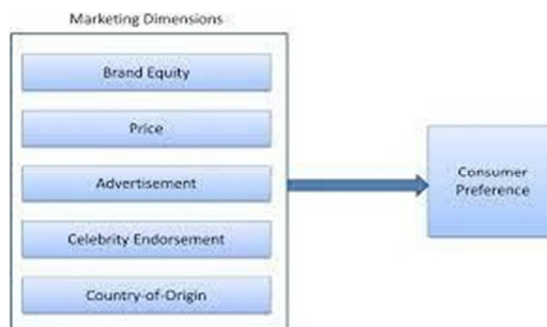 Marketing Dimensions
Brand Equity
Price
Advertisement
Celebrity Endorsement
Country-of-Origin
Consumer
Preference